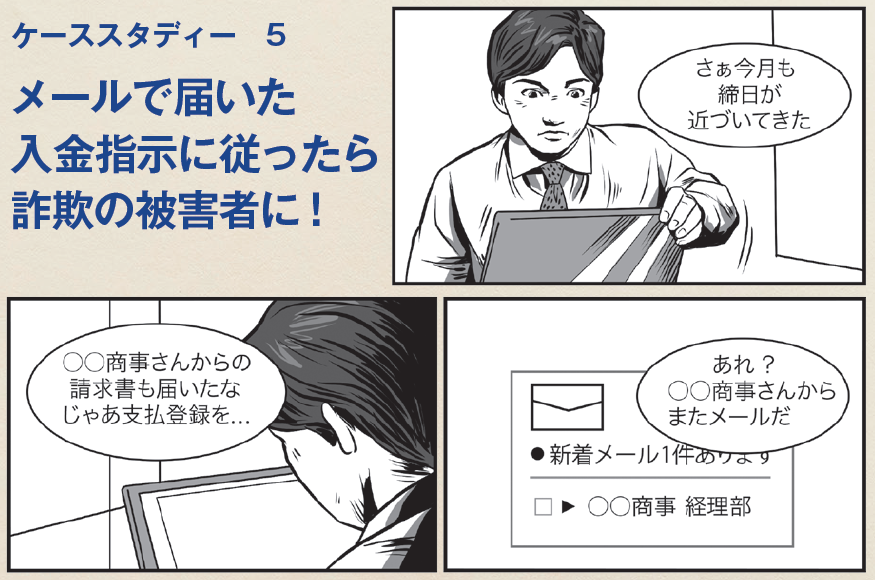 ケーススタディー 5
メールで届いた
入金指示に従ったら
詐欺の被害者に！
さぁ今月も
締日が
近づいてきた
○○商事さんからの
請求書も届いたな
じゃあ支払登録を…
あれ？
○○商事さんから
またメールだ
●新着メール1件あります
□▶○○商事 経理部